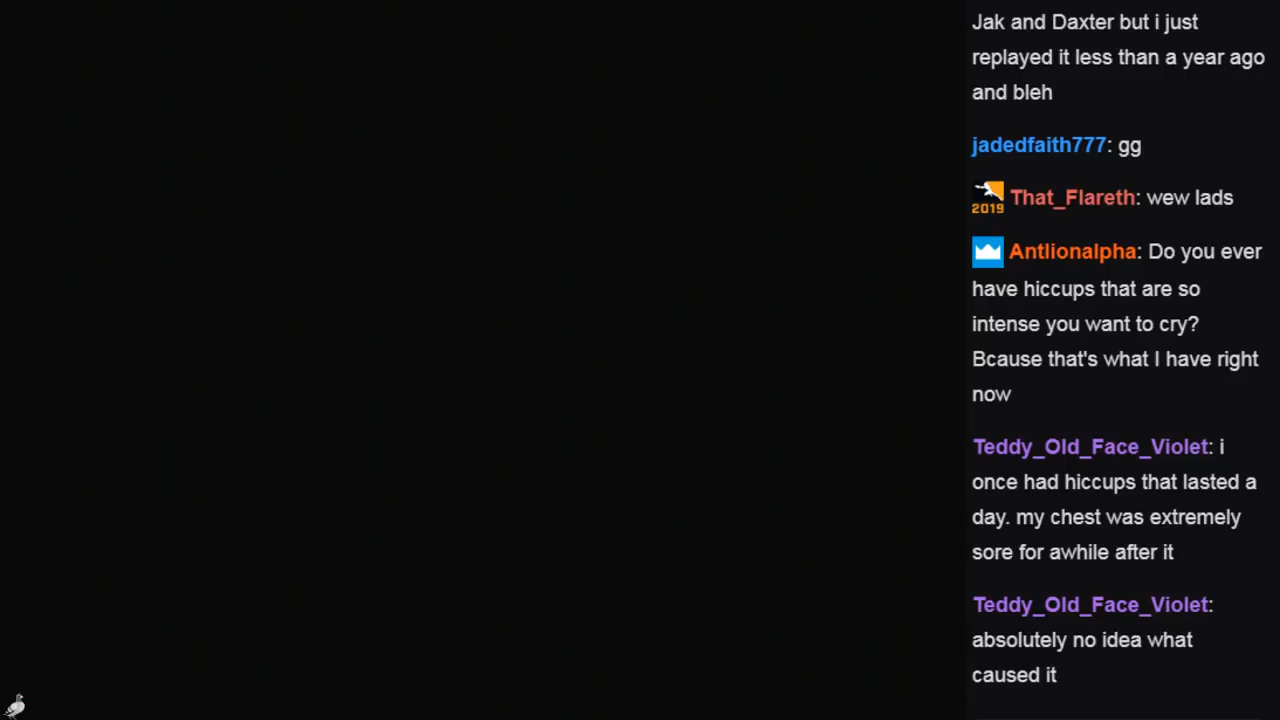 Jak and Daxter but i just
replayed it less than a year ago
and bleh
jadedfaith777: gg
2019 That_Flareth: wew lads
Antlionalpha: Do you ever
have hiccups that are so
intense you want to cry?
Bcause that's what I have right
now
Teddy_Old_Face_Violet: i
once had hiccups that lasted a
day. my chest was extremely
sore for awhile after it
Teddy_Old_Face_Violet:
absolutely no idea what
caused it